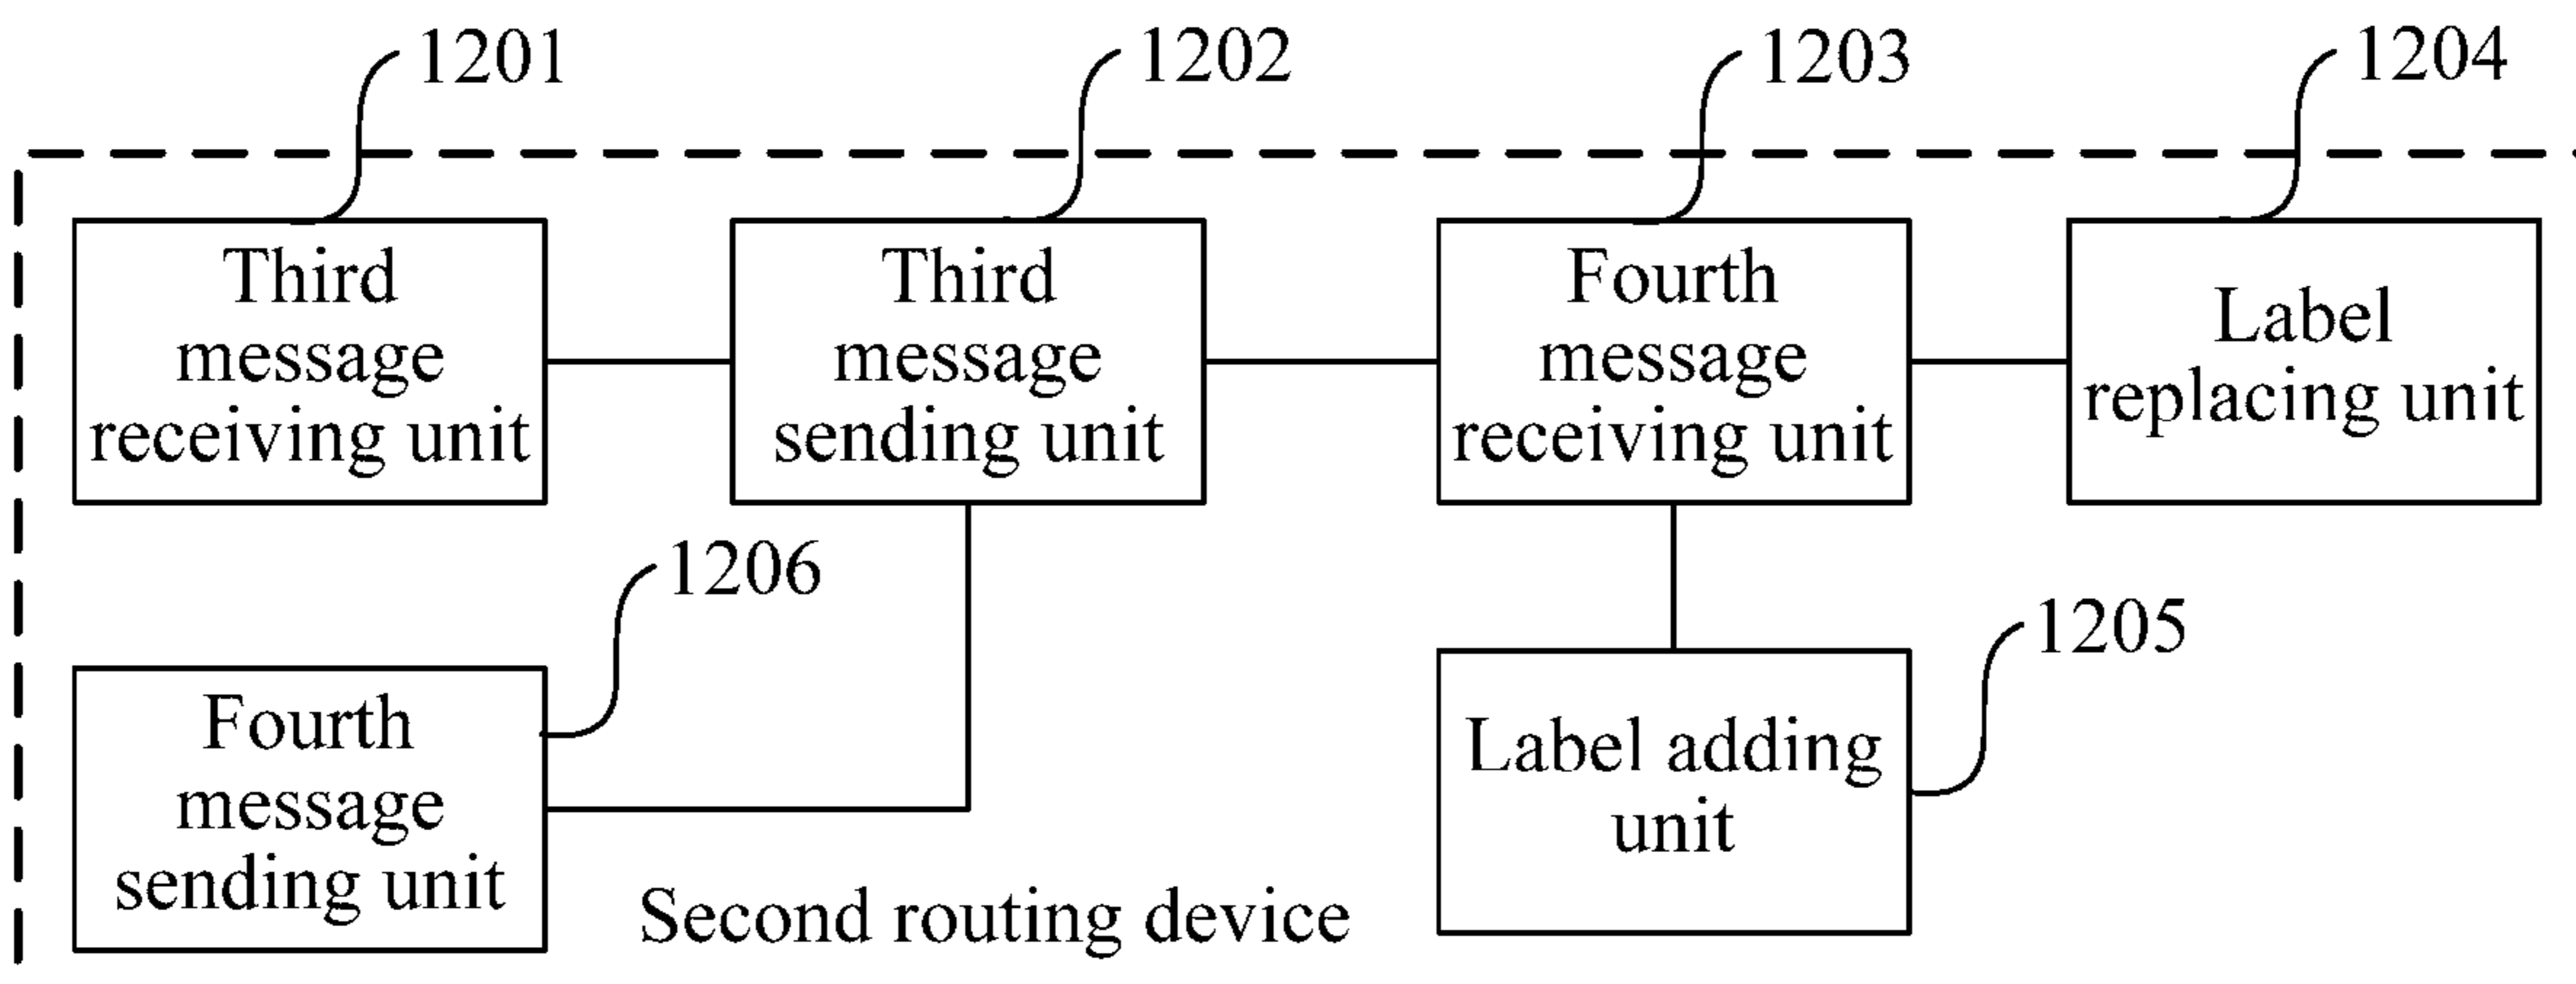 1201
1202
1203
1204
Third
message
receiving unit
Third
message
sending unit
Fourth
message
receiving unit
Label
replacing unit
1206
1205
Fourth
message
sending unit
Label adding
unit
Second routing device